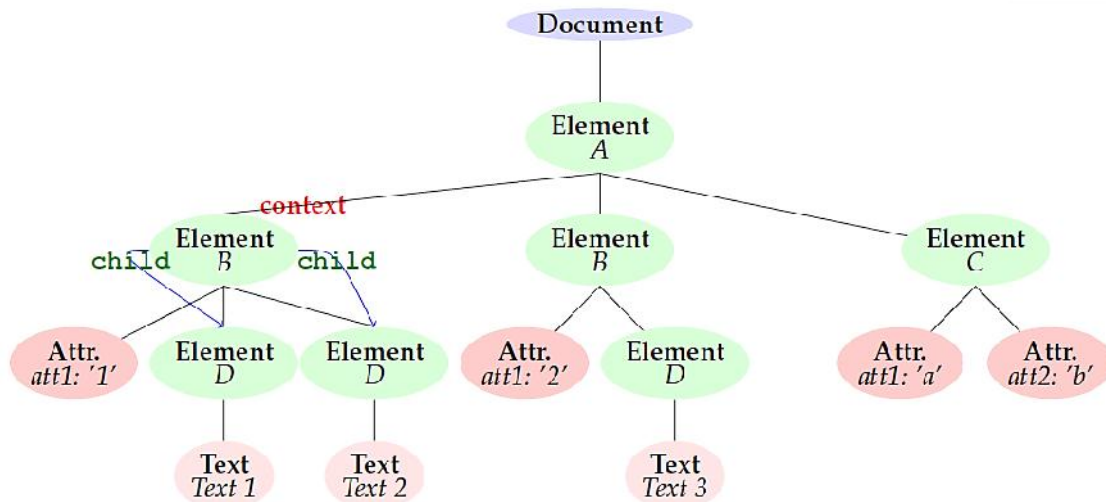 Document
Element
A
context
Element
B
Element
B
Element
C
child
child
Attr.
att1: '1'
Element
D
Element
D
Attr.
att1: '2'
Element
D
Attr.
att1: 'a'
Attr.
att2: 'b'
Text
Text 1
Text
Text 2
Text
Text 3